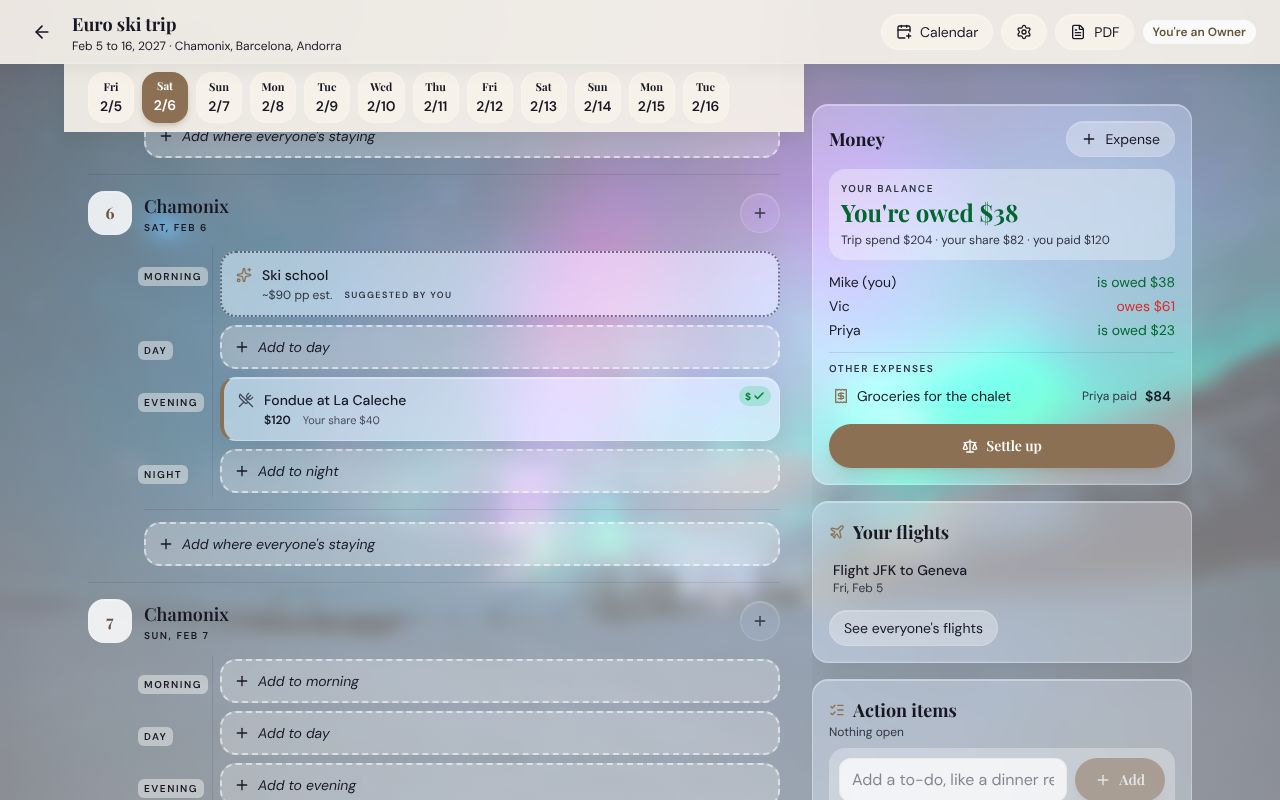 Euro ski trip
Feb 5 to 16, 2027 · Chamonix, Barcelona, Andorra
Calendar
PDF
You're an Owner
Fri 2/5
Sat 2/6
Sun 2/7
Mon 2/8
Tue 2/9
Wed 2/10
Thu 2/11
Fri 2/12
Sat 2/13
Sun 2/14
Mon 2/15
Tue 2/16
+ Add where everyone's staying
6
Chamonix
SAT, FEB 6
+
MORNING
Ski school
~$90 pp est. SUGGESTED BY YOU
DAY
+ Add to day
EVENING
Fondue at La Caleche
$ ✓
$120 Your share $40
NIGHT
+ Add to night
+ Add where everyone's staying
7
Chamonix
SUN, FEB 7
+
MORNING
+ Add to morning
DAY
+ Add to day
EVENING
+ Add to evening
Money
+ Expense
YOUR BALANCE
You're owed $38
Trip spend $204 · your share $82 · you paid $120
Mike (you) is owed $38
Vic owes $61
Priya is owed $23
OTHER EXPENSES
Groceries for the chalet Priya paid $84
Settle up
Your flights
Flight JFK to Geneva
Fri, Feb 5
See everyone's flights
Action items
Nothing open
Add a to-do, like a dinner re
+ Add